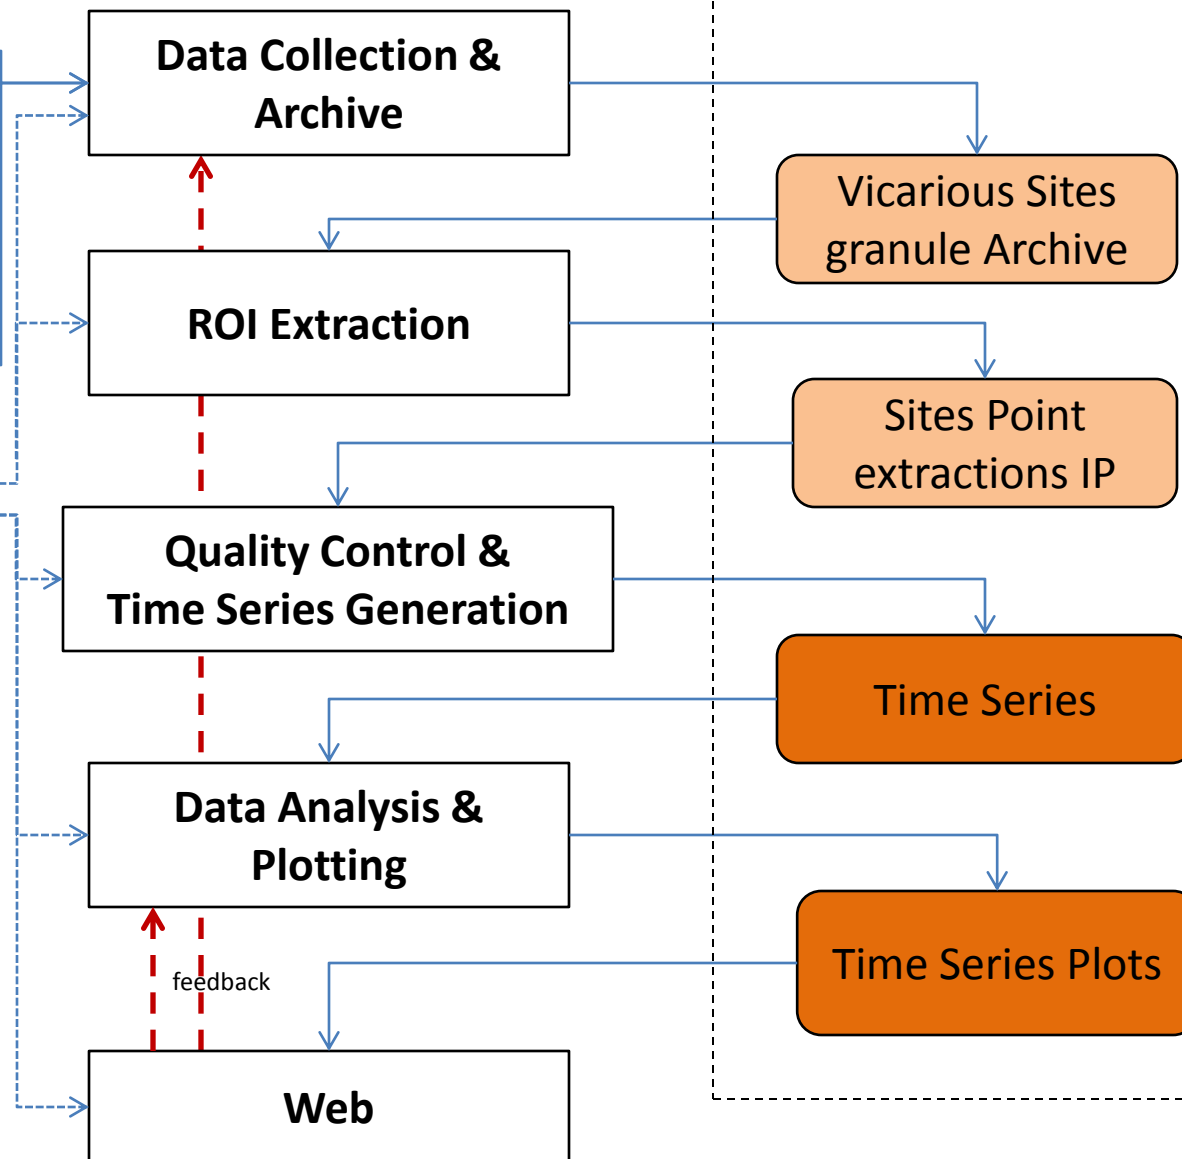 Data Collection &
Archive
Vicarious Sites
granule Archive
ROI Extraction
Sites Point
extractions IP
Quality Control &
Time Series Generation
Time Series
Data Analysis &
Plotting
Time Series Plots
feedback
Web